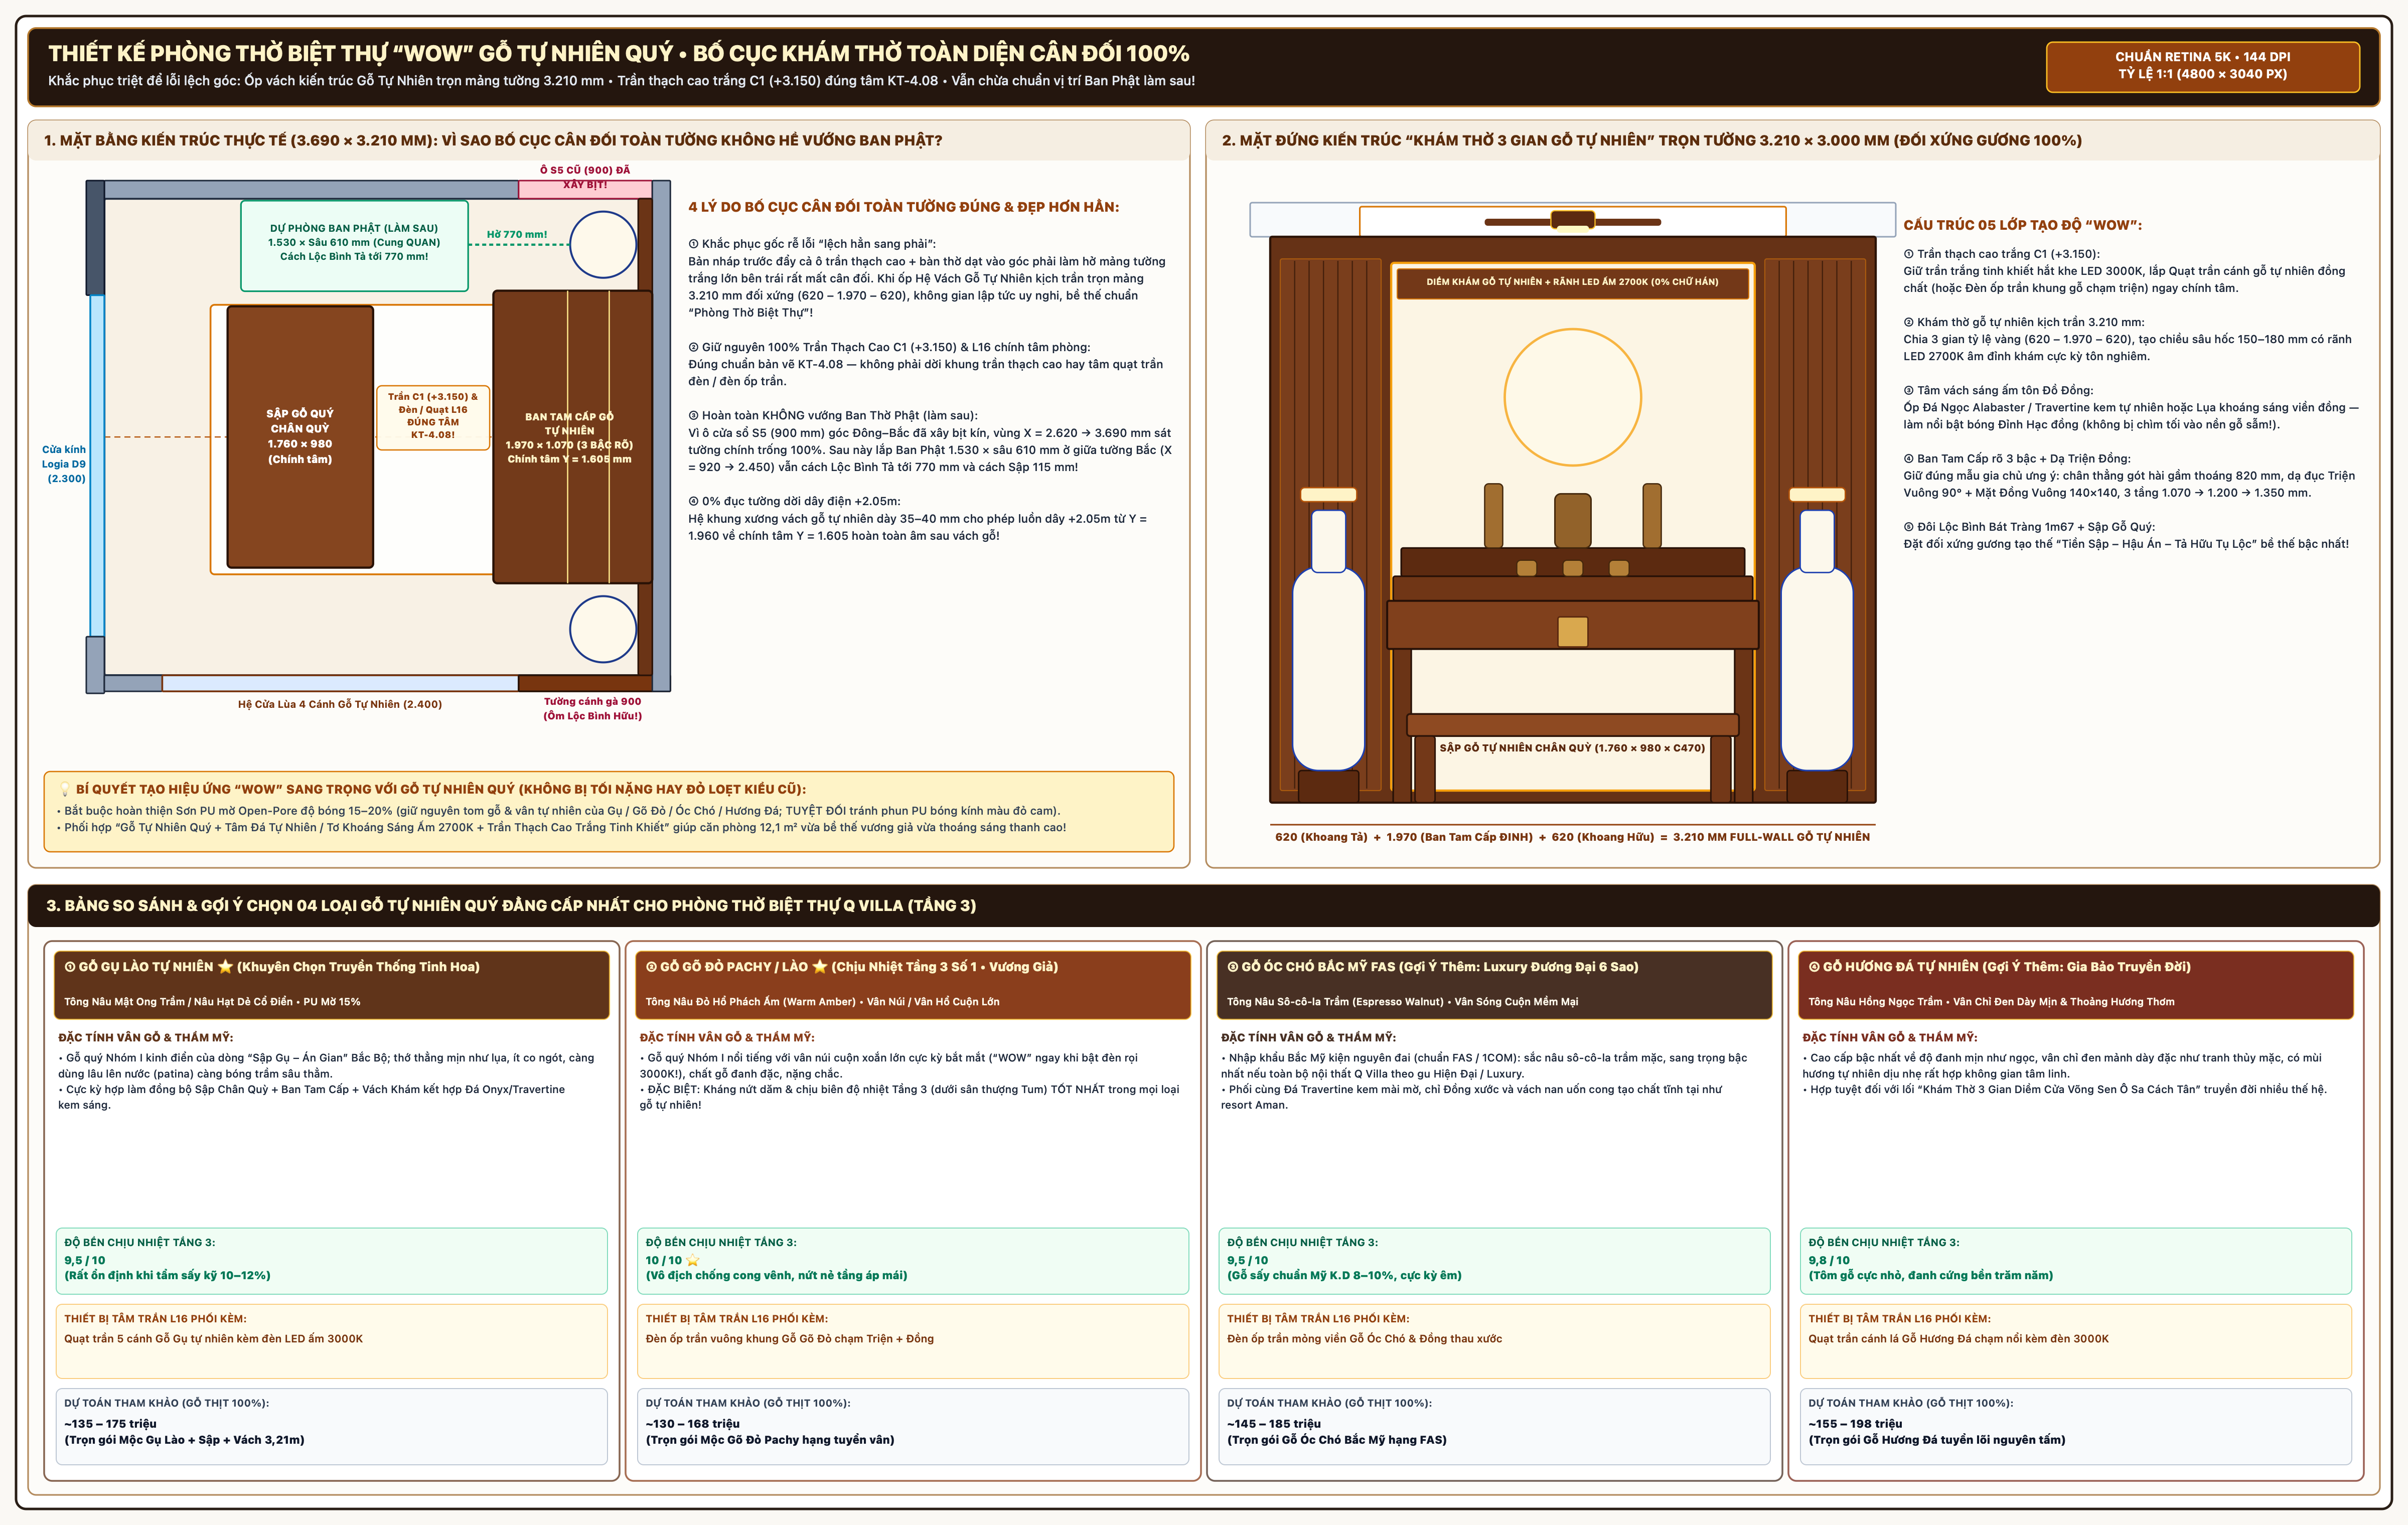 THIẾT KẾ PHÒNG THỜ BIỆT THỰ “WOW” GỖ TỰ NHIÊN QUÝ • BỐ CỤC KHÁM THỜ TOÀN DIỆN CÂN ĐỐI 100%
Khắc phục triệt để lỗi lệch góc: Ốp vách kiến trúc Gỗ Tự Nhiên trọn mảng tường 3.210 mm • Trần thạch cao trắng C1 (+3.150) đúng tâm KT-4.08 • Vẫn chừa chuẩn vị trí Ban Phật làm sau!
CHUẨN RETINA 5K • 144 DPI
TỶ LỆ 1:1 (4800 × 3040 PX)
1. MẶT BẰNG KIẾN TRÚC THỰC TẾ (3.690 × 3.210 MM): VÌ SAO BỐ CỤC CÂN ĐỐI TOÀN TƯỜNG KHÔNG HỀ VƯỚNG BAN PHẬT?
Ô S5 CŨ (900) ĐÃ
XÂY BỊT!
DỰ PHÒNG BAN PHẬT (LÀM SAU)
1.530 × Sâu 610 mm (Cung QUAN)
Cách Lộc Bình Tả tới 770 mm!
Hở 770 mm!
SẬP GỖ QUÝ
CHÂN QUỲ
1.760 × 980
(Chính tâm)
Trần C1 (+3.150) &
Đèn / Quạt L16
ĐÚNG TÂM
KT-4.08!
BAN TAM CẤP GỖ
TỰ NHIÊN
1.970 × 1.070 (3 BẬC RÕ)
Chính tâm Y = 1.605 mm
Cửa kính
Logia D9
(2.300)
Hệ Cửa Lùa 4 Cánh Gỗ Tự Nhiên (2.400)
Tường cánh gà 900
(Ôm Lộc Bình Hữu!)
4 LÝ DO BỐ CỤC CÂN ĐỐI TOÀN TƯỜNG ĐÚNG & ĐẸP HƠN HẲN:
① Khắc phục gốc rễ lỗi “lệch hẳn sang phải”:
Bản nháp trước đẩy cả ô trần thạch cao + bàn thờ dạt vào góc phải làm hở mảng tường
trắng lớn bên trái rất mất cân đối. Khi ốp Hệ Vách Gỗ Tự Nhiên kịch trần trọn mảng
3.210 mm đối xứng (620 – 1.970 – 620), không gian lập tức uy nghi, bề thế chuẩn
“Phòng Thờ Biệt Thự”!
② Giữ nguyên 100% Trần Thạch Cao C1 (+3.150) & L16 chính tâm phòng:
Đúng chuẩn bản vẽ KT-4.08 — không phải dời khung trần thạch cao hay tâm quạt trần
đèn / đèn ốp trần.
③ Hoàn toàn KHÔNG vướng Ban Thờ Phật (làm sau):
Vì ô cửa sổ S5 (900 mm) góc Đông–Bắc đã xây bịt kín, vùng X = 2.620 → 3.690 mm sát
tường chính trống 100%. Sau này lắp Ban Phật 1.530 × sâu 610 mm ở giữa tường Bắc (X
= 920 → 2.450) vẫn cách Lộc Bình Tả tới 770 mm và cách Sập 115 mm!
④ 0% đục tường dời dây điện +2.05m:
Hệ khung xương vách gỗ tự nhiên dày 35–40 mm cho phép luồn dây +2.05m từ Y =
1.960 về chính tâm Y = 1.605 hoàn toàn âm sau vách gỗ!
💡 BÍ QUYẾT TẠO HIỆU ỨNG “WOW” SANG TRỌNG VỚI GỖ TỰ NHIÊN QUÝ (KHÔNG BỊ TỐI NẶNG HAY ĐỎ LOẸT KIỂU CŨ):
• Bắt buộc hoàn thiện Sơn PU mờ Open-Pore độ bóng 15–20% (giữ nguyên tom gỗ & vân tự nhiên của Gụ / Gõ Đỏ / Óc Chó / Hương Đá; TUYỆT ĐỐI tránh phun PU bóng kính màu đỏ cam).
• Phối hợp “Gỗ Tự Nhiên Quý + Tâm Đá Tự Nhiên / Tơ Khoáng Sáng Ấm 2700K + Trần Thạch Cao Trắng Tinh Khiết” giúp căn phòng 12,1 m² vừa bề thế vương giả vừa thoáng sáng thanh cao!
2. MẶT ĐỨNG KIẾN TRÚC “KHÁM THỜ 3 GIAN GỖ TỰ NHIÊN” TRỌN TƯỜNG 3.210 × 3.000 MM (ĐỐI XỨNG GƯƠNG 100%)
DIỀM KHÁM GỖ TỰ NHIÊN + RÃNH LED ẤM 2700K (0% CHỮ HÁN)
SẬP GỖ TỰ NHIÊN CHÂN QUỲ (1.760 × 980 × C470)
620 (Khoang Tả) + 1.970 (Ban Tam Cấp ĐINH) + 620 (Khoang Hữu) = 3.210 MM FULL-WALL GỖ TỰ NHIÊN
CẤU TRÚC 05 LỚP TẠO ĐỘ “WOW”:
① Trần thạch cao trắng C1 (+3.150):
Giữ trần trắng tinh khiết hắt khe LED 3000K, lắp Quạt trần cánh gỗ tự nhiên đồng
chất (hoặc Đèn ốp trần khung gỗ chạm triện) ngay chính tâm.
② Khám thờ gỗ tự nhiên kịch trần 3.210 mm:
Chia 3 gian tỷ lệ vàng (620 – 1.970 – 620), tạo chiều sâu hốc 150–180 mm có rãnh
LED 2700K âm đỉnh khám cực kỳ tôn nghiêm.
③ Tâm vách sáng ấm tôn Đồ Đồng:
Ốp Đá Ngọc Alabaster / Travertine kem tự nhiên hoặc Lụa khoáng sáng viền đồng —
làm nổi bật bóng Đỉnh Hạc đồng (không bị chìm tối vào nền gỗ sẫm!).
④ Ban Tam Cấp rõ 3 bậc + Dạ Triện Đồng:
Giữ đúng mẫu gia chủ ưng ý: chân thẳng gót hài gầm thoáng 820 mm, dạ đục Triện
Vuông 90° + Mặt Đồng Vuông 140×140, 3 tầng 1.070 → 1.200 → 1.350 mm.
⑤ Đôi Lộc Bình Bát Tràng 1m67 + Sập Gỗ Quý:
Đặt đối xứng gương tạo thế “Tiền Sập – Hậu Án – Tả Hữu Tụ Lộc” bề thế bậc nhất!
3. BẢNG SO SÁNH & GỢI Ý CHỌN 04 LOẠI GỖ TỰ NHIÊN QUÝ ĐẲNG CẤP NHẤT CHO PHÒNG THỜ BIỆT THỰ Q VILLA (TẦNG 3)
① GỖ GỤ LÀO TỰ NHIÊN ⭐ (Khuyên Chọn Truyền Thống Tinh Hoa)
Tông Nâu Mật Ong Trầm / Nâu Hạt Dẻ Cổ Điển • PU Mờ 15%
ĐẶC TÍNH VÂN GỖ & THẨM MỸ:
• Gỗ quý Nhóm I kinh điển của dòng “Sập Gụ – Án Gian” Bắc Bộ; thớ thẳng mịn như lụa, ít co ngót, càng
dùng lâu lên nước (patina) càng bóng trầm sâu thẳm.
• Cực kỳ hợp làm đồng bộ Sập Chân Quỳ + Ban Tam Cấp + Vách Khám kết hợp Đá Onyx/Travertine
kem sáng.
ĐỘ BỀN CHỊU NHIỆT TẦNG 3:
9,5 / 10
(Rất ổn định khi tẩm sấy kỹ 10–12%)
THIẾT BỊ TÂM TRẦN L16 PHỐI KÈM:
Quạt trần 5 cánh Gỗ Gụ tự nhiên kèm đèn LED ấm 3000K
DỰ TOÁN THAM KHẢO (GỖ THỊT 100%):
~135 – 175 triệu
(Trọn gói Mộc Gụ Lào + Sập + Vách 3,21m)
② GỖ GÕ ĐỎ PACHY / LÀO ⭐ (Chịu Nhiệt Tầng 3 Số 1 • Vương Giả)
Tông Nâu Đỏ Hổ Phách Ấm (Warm Amber) • Vân Núi / Vân Hổ Cuộn Lớn
ĐẶC TÍNH VÂN GỖ & THẨM MỸ:
• Gỗ quý Nhóm I nổi tiếng với vân núi cuộn xoắn lớn cực kỳ bắt mắt (“WOW” ngay khi bật đèn rọi
3000K!), chất gỗ đanh đặc, nặng chắc.
• ĐẶC BIỆT: Kháng nứt dăm & chịu biên độ nhiệt Tầng 3 (dưới sân thượng Tum) TỐT NHẤT trong mọi loại
gỗ tự nhiên!
ĐỘ BỀN CHỊU NHIỆT TẦNG 3:
10 / 10 ⭐
(Vô địch chống cong vênh, nứt nẻ tầng áp mái)
THIẾT BỊ TÂM TRẦN L16 PHỐI KÈM:
Đèn ốp trần vuông khung Gỗ Gõ Đỏ chạm Triện + Đồng
DỰ TOÁN THAM KHẢO (GỖ THỊT 100%):
~130 – 168 triệu
(Trọn gói Mộc Gõ Đỏ Pachy hạng tuyển vân)
③ GỖ ÓC CHÓ BẮC MỸ FAS (Gợi Ý Thêm: Luxury Đương Đại 6 Sao)
Tông Nâu Sô-cô-la Trầm (Espresso Walnut) • Vân Sóng Cuộn Mềm Mại
ĐẶC TÍNH VÂN GỖ & THẨM MỸ:
• Nhập khẩu Bắc Mỹ kiện nguyên đai (chuẩn FAS / 1COM): sắc nâu sô-cô-la trầm mặc, sang trọng bậc
nhất nếu toàn bộ nội thất Q Villa theo gu Hiện Đại / Luxury.
• Phối cùng Đá Travertine kem mài mờ, chỉ Đồng xước và vách nan uốn cong tạo chất tĩnh tại như
resort Aman.
ĐỘ BỀN CHỊU NHIỆT TẦNG 3:
9,5 / 10
(Gỗ sấy chuẩn Mỹ K.D 8–10%, cực kỳ êm)
THIẾT BỊ TÂM TRẦN L16 PHỐI KÈM:
Đèn ốp trần mỏng viền Gỗ Óc Chó & Đồng thau xước
DỰ TOÁN THAM KHẢO (GỖ THỊT 100%):
~145 – 185 triệu
(Trọn gói Gỗ Óc Chó Bắc Mỹ hạng FAS)
④ GỖ HƯƠNG ĐÁ TỰ NHIÊN (Gợi Ý Thêm: Gia Bảo Truyền Đời)
Tông Nâu Hồng Ngọc Trầm • Vân Chỉ Đen Dày Mịn & Thoảng Hương Thơm
ĐẶC TÍNH VÂN GỖ & THẨM MỸ:
• Cao cấp bậc nhất về độ đanh mịn như ngọc, vân chỉ đen mảnh dày đặc như tranh thủy mặc, có mùi
hương tự nhiên dịu nhẹ rất hợp không gian tâm linh.
• Hợp tuyệt đối với lối “Khám Thờ 3 Gian Diềm Cửa Võng Sen Ô Sa Cách Tân” truyền đời nhiều thế hệ.
ĐỘ BỀN CHỊU NHIỆT TẦNG 3:
9,8 / 10
(Tôm gỗ cực nhỏ, đanh cứng bền trăm năm)
THIẾT BỊ TÂM TRẦN L16 PHỐI KÈM:
Quạt trần cánh lá Gỗ Hương Đá chạm nổi kèm đèn 3000K
DỰ TOÁN THAM KHẢO (GỖ THỊT 100%):
~155 – 198 triệu
(Trọn gói Gỗ Hương Đá tuyển lõi nguyên tấm)